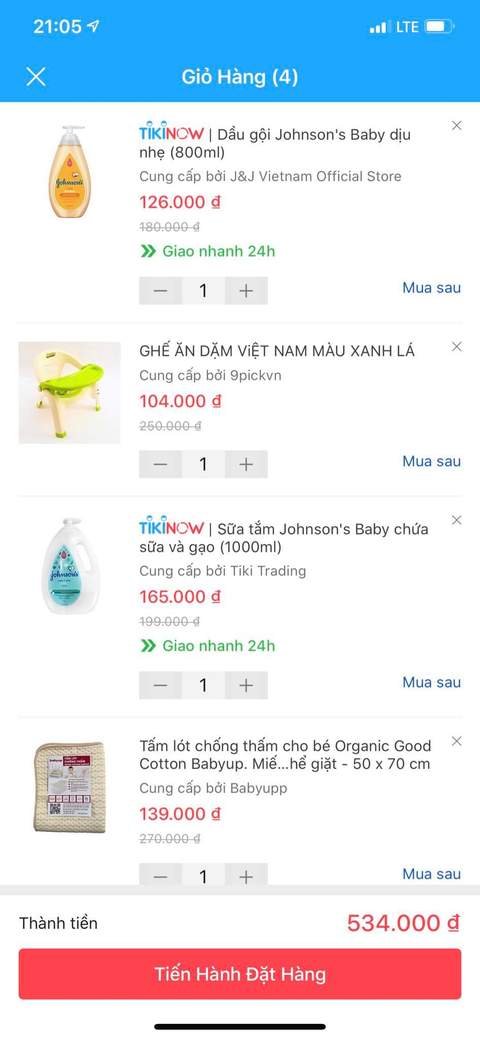 21:05
LTE
Giỏ Hàng (4)
TIKINOW | Dầu gội Johnson's Baby dịu
nhẹ (800ml)
Cung cấp bởi J&J Vietnam Official Store
126.000 ₫
180.000 ₫
Giao nhanh 24h
1
Mua sau
GHẾ ĂN DẶM ViỆT NAM MÀU XANH LÁ
Cung cấp bởi 9pickvn
104.000 ₫
250.000 ₫
1
Mua sau
TIKINOW | Sữa tắm Johnson's Baby chứa
sữa và gạo (1000ml)
Johnson's
Cung cấp bởi Tiki Trading
165.000 ₫
199.000 ₫
Giao nhanh 24h
1
Mua sau
Tấm lót chống thấm cho bé Organic Good
Cotton Babyup. Miế...hể giặt - 50 x 70 cm
Cung cấp bởi Babyupp
139.000 ₫
270.000 ₫
1
Mua sau
Thành tiền
534.000 ₫
Tiến Hành Đặt Hàng